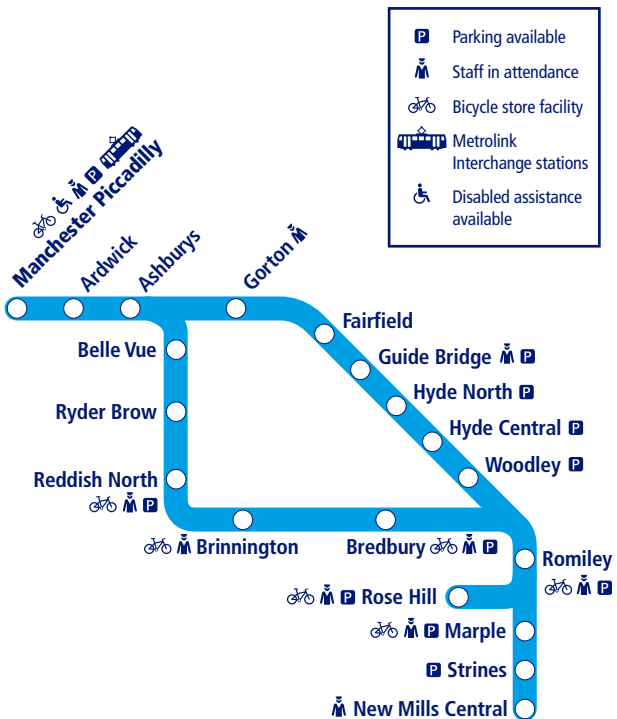 P Parking available
Staff in attendance
Bicycle store facility
Metrolink
Interchange stations
Disabled assistance
available
P
Manchester Piccadilly
Ardwick
Ashburys
Gorton
Fairfield
Belle Vue
Guide Bridge P
Hyde North P
Ryder Brow
Hyde Central P
Woodley P
Reddish North
P
Brinnington
Bredbury P
Romiley
P
P Rose Hill
P Marple
P Strines
New Mills Central